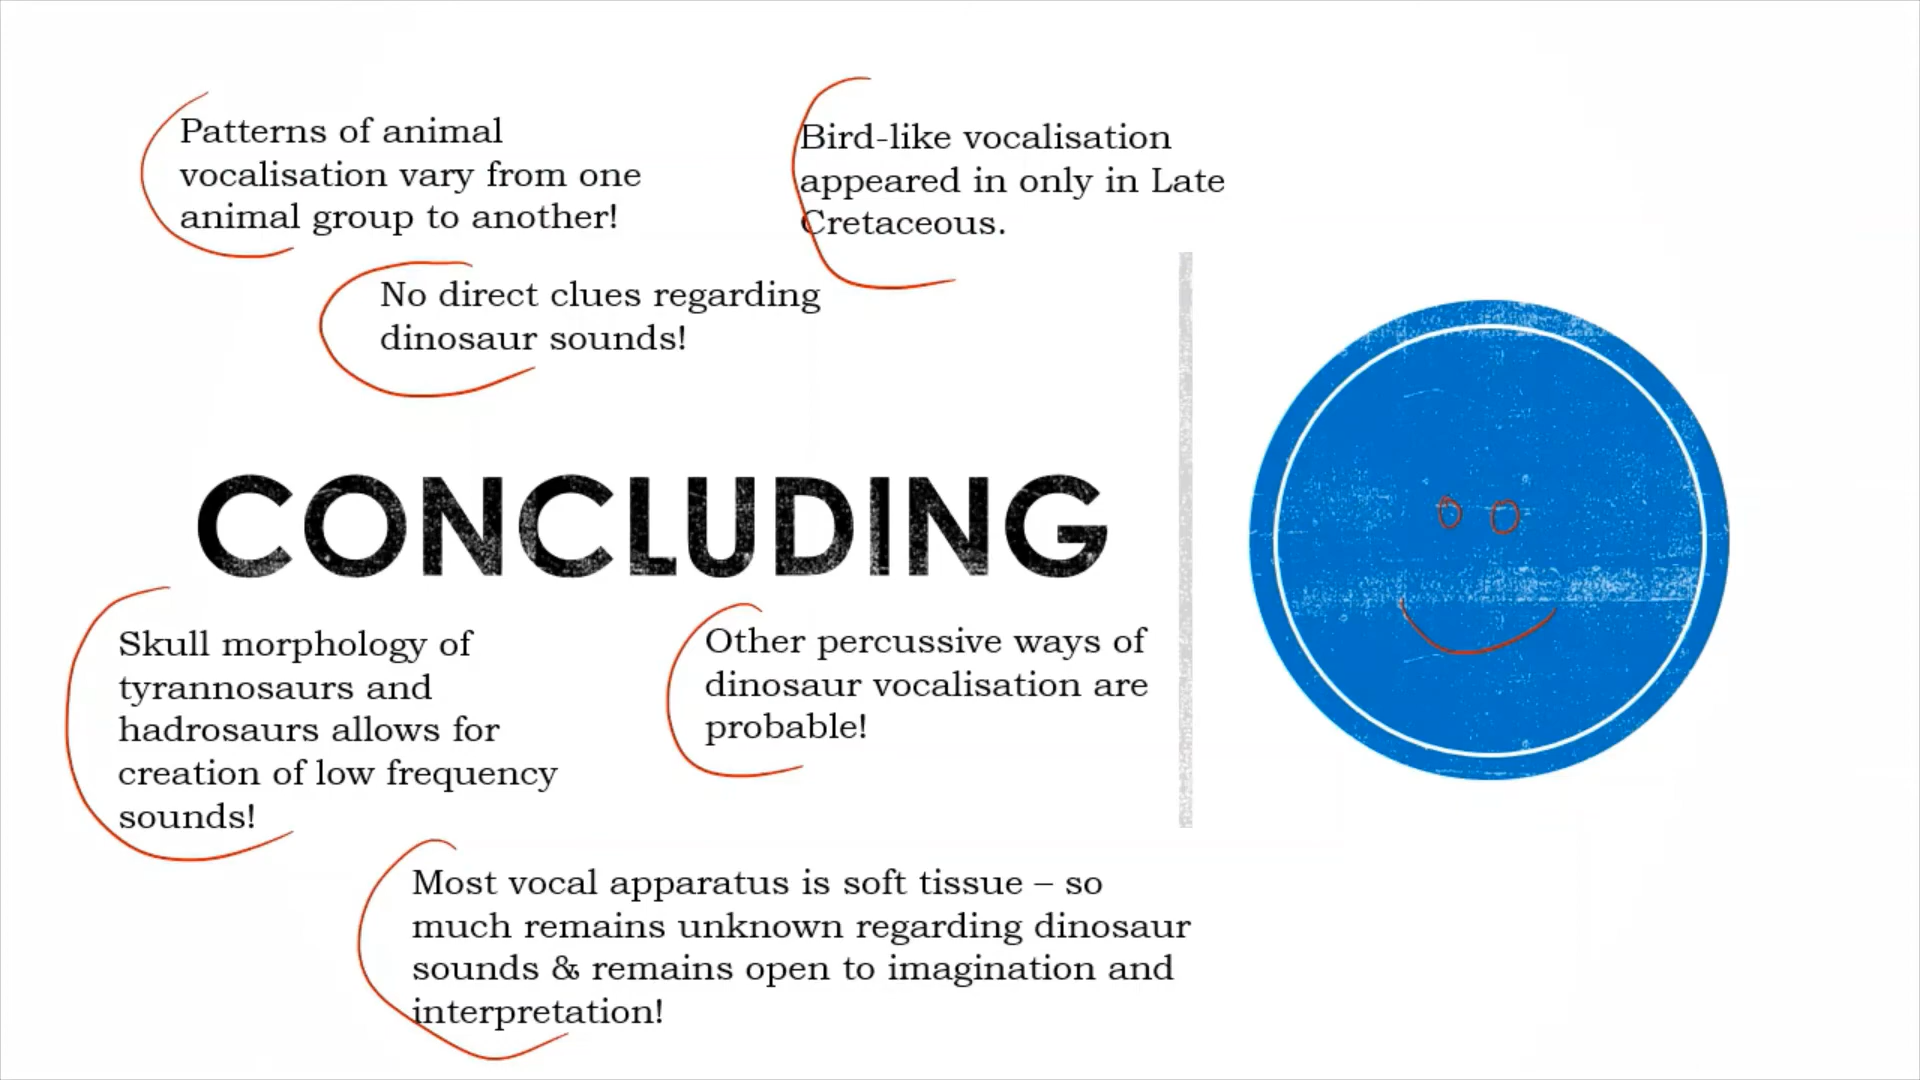 Patterns of animal
vocalisation vary from one
animal group to another!
Bird-like vocalisation
appeared in only in Late
Cretaceous.
No direct clues regarding
dinosaur sounds!
CONCLUDING
Skull morphology of
tyrannosaurs and
hadrosaurs allows for
creation of low frequency
sounds!
Other percussive ways of
dinosaur vocalisation are
probable!
Most vocal apparatus is soft tissue – so
much remains unknown regarding dinosaur
sounds & remains open to imagination and
interpretation!